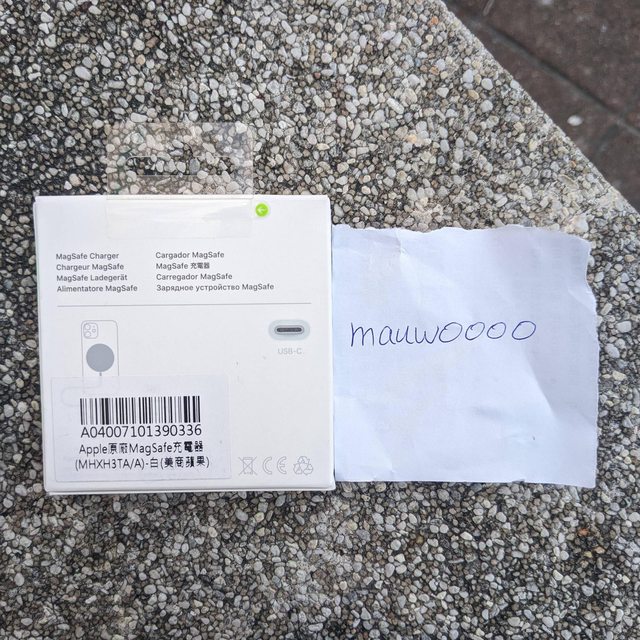 MagSafe Charger
Chargeur MagSafe
MagSafe Ladegerät
Alimentatore MagSafe
Cargador MagSafe
MagSafe 充電器
Carregador MagSafe
Зарядное устройство MagSafe
USB-C
A04007101390336
Apple原廠MagSafe充電器
(MHXH3TA/A)-白(美商蘋果)
CE
mauwoooo